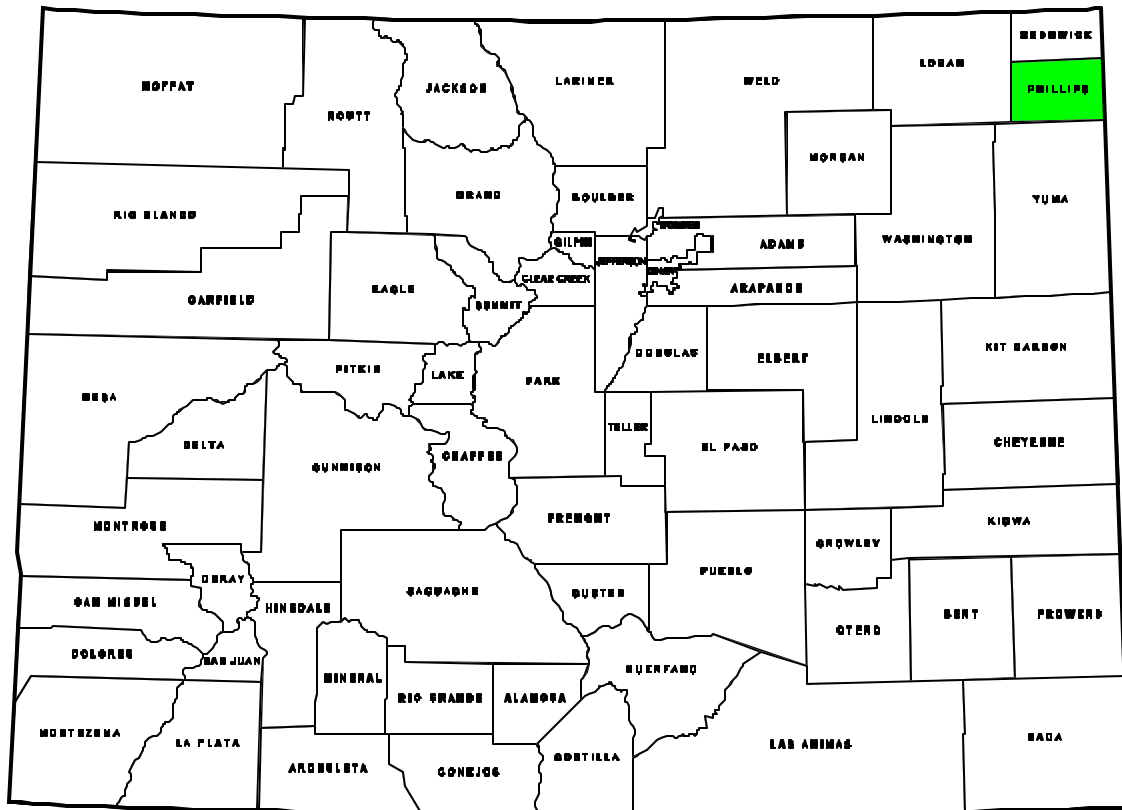 SEDGWICK
LOGAN
LARIMER
WELD
MOFFAT
JACKSON
PHILLIPS
ROUTT
MORGAN
GRAND
BOULDER
YUMA
RIO BLANCO
GILPIN
ADAMS
WASHINGTON
JEFFERSON
DENVER
CLEAR CREEK
ARAPAHOE
EAGLE
GARFIELD
SUMMIT
DOUGLAS
ELBERT
KIT CARSON
PITKIN
LAKE
PARK
MESA
LINCOLN
TELLER
DELTA
CHAFFEE
EL PASO
CHEYENNE
GUNNISON
FREMONT
MONTROSE
KIOWA
CROWLEY
PUEBLO
OURAY
SAGUACHE
CUSTER
SAN MIGUEL
HINSDALE
BENT
PROWERS
OTERO
DOLORES
SAN JUAN
MINERAL
HUERFANO
RIO GRANDE
ALAMOSA
MONTEZUMA
LA PLATA
LAS ANIMAS
BACA
COSTILLA
ARCHULETA
CONEJOS